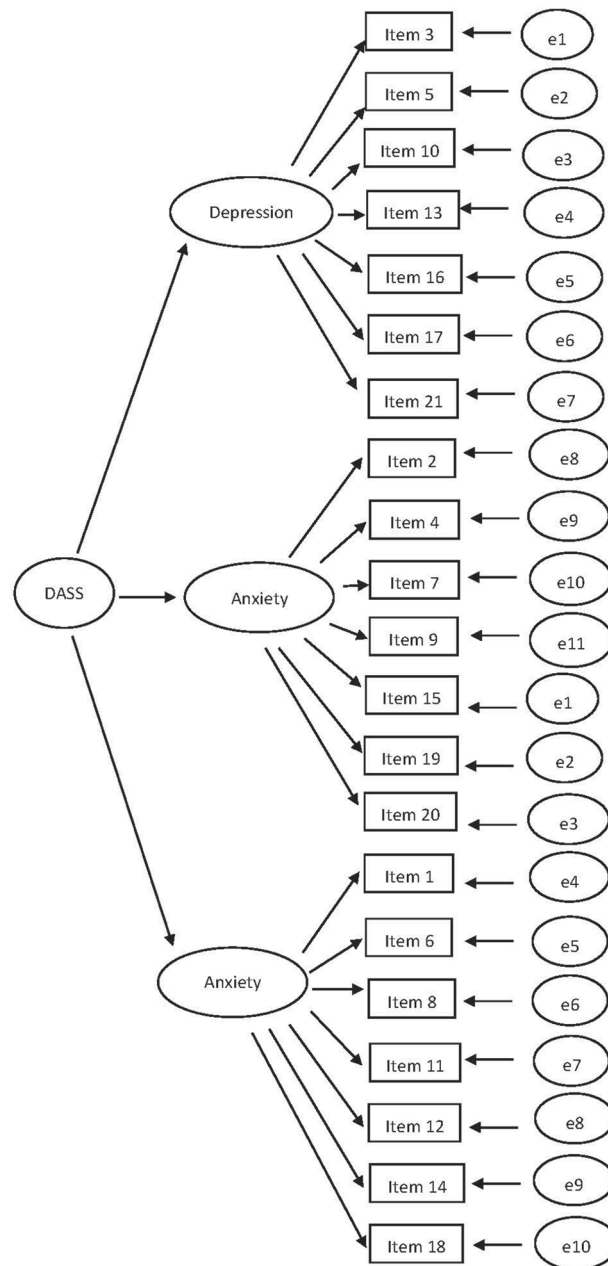 Item 3
e1
Item 5
e2
Item 10
e3
Depression
Item 13
e4
Item 16
e5
Item 17
e6
Item 21
e7
Item 2
e8
Item 4
e9
DASS
Anxiety
Item 7
e10
Item 9
e11
Item 15
e1
Item 19
e2
Item 20
e3
Item 1
e4
Item 6
e5
Anxiety
Item 8
e6
Item 11
e7
Item 12
e8
Item 14
e9
Item 18
e10